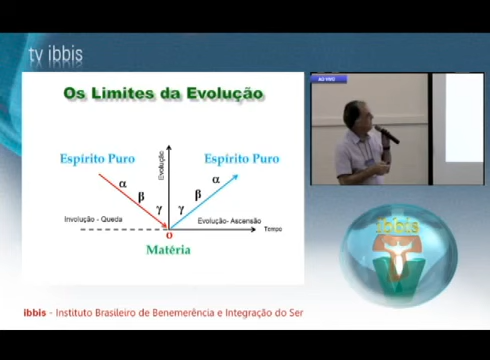 tv ibbis
Os Limites da Evolução
AO VIVO
Espírito Puro
Evolução
Espírito Puro
α
α
β
β
γ
γ
Involução - Queda
Evolução- Ascensão
Tempo
0
Matéria
ibbis
ibbis - Instituto Brasileiro de Benemerência e Integração do Ser